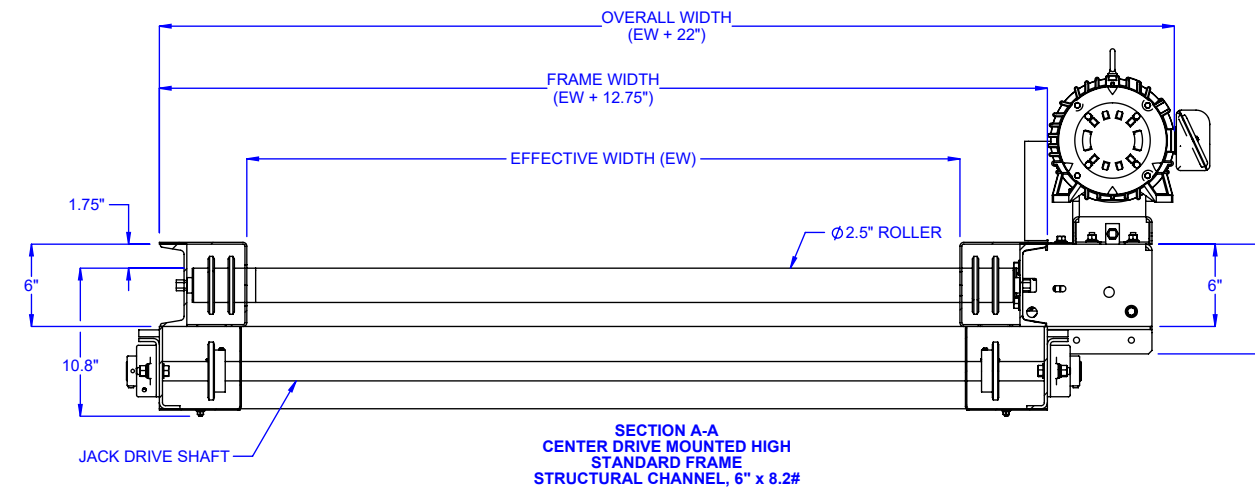 OVERALL WIDTH
(EW + 22")
FRAME WIDTH
(EW + 12.75")
EFFECTIVE WIDTH (EW)
1.75"
Ø2.5" ROLLER
6"
6"
10.8"
JACK DRIVE SHAFT
SECTION A-A
CENTER DRIVE MOUNTED HIGH
STANDARD FRAME
STRUCTURAL CHANNEL, 6" x 8.2#